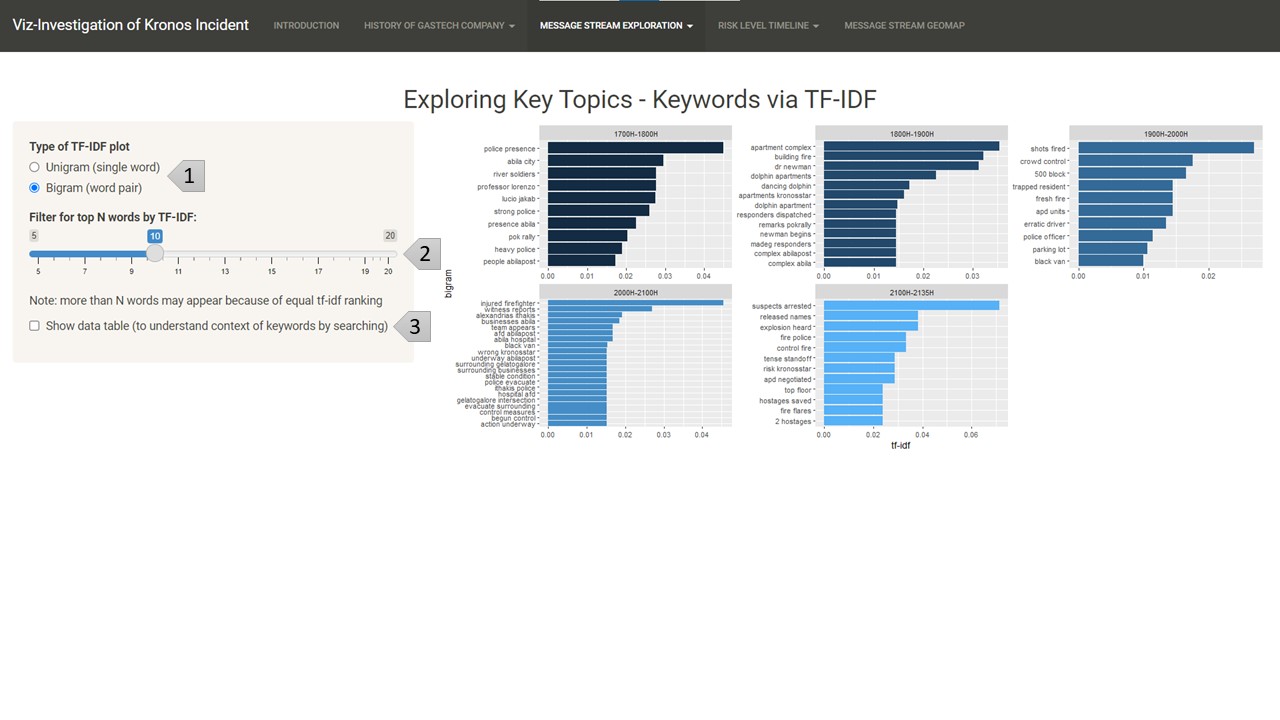 Viz-Investigation of Kronos Incident
INTRODUCTION
HISTORY OF GASTECH COMPANY
MESSAGE STREAM EXPLORATION
RISK LEVEL TIMELINE
MESSAGE STREAM GEOMAP
Exploring Key Topics - Keywords via TF-IDF
Type of TF-IDF plot
Unigram (single word)
Bigram (word pair)
1
Filter for top N words by TF-IDF:
5 10 20
5 7 9 11 13 15 17 19 20
2
Note: more than N words may appear because of equal tf-idf ranking
Show data table (to understand context of keywords by searching)
3
bigram
1700H-1800H
police presence
abila city
river soldiers
professor lorenzo
lucio jakab
strong police
presence abila
pok rally
heavy police
people abilapost
0.00 0.01 0.02 0.03 0.04
1800H-1900H
apartment complex
building fire
dr newman
dolphin apartments
dancing dolphin
apartments kronosstar
dolphin apartment
responders dispatched
remarks pokrally
newman begins
madeg responders
complex abilapost
complex abila
0.00 0.01 0.02 0.03
1900H-2000H
shots fired
crowd control
500 block
trapped resident
fresh fire
apd units
erratic driver
police officer
parking lot
black van
0.00 0.01 0.02
2000H-2100H
injured firefighter
witness reports
alexandrias ithakis
businesses abila
team appears
afd abilapost
abila hospital
black van
wrong kronosstar
underway abilapost
surrounding gelatogalore
surrounding businesses
stable condition
police evacuate
ithakis police
hospital afd
gelatogalore intersection
evacuate surrounding
control measures
begun control
action underway
0.00 0.01 0.02 0.03 0.04
2100H-2135H
suspects arrested
released names
explosion heard
fire police
control fire
tense standoff
risk kronosstar
apd negotiated
top floor
hostages saved
fire flares
2 hostages
0.00 0.02 0.04 0.06
tf-idf